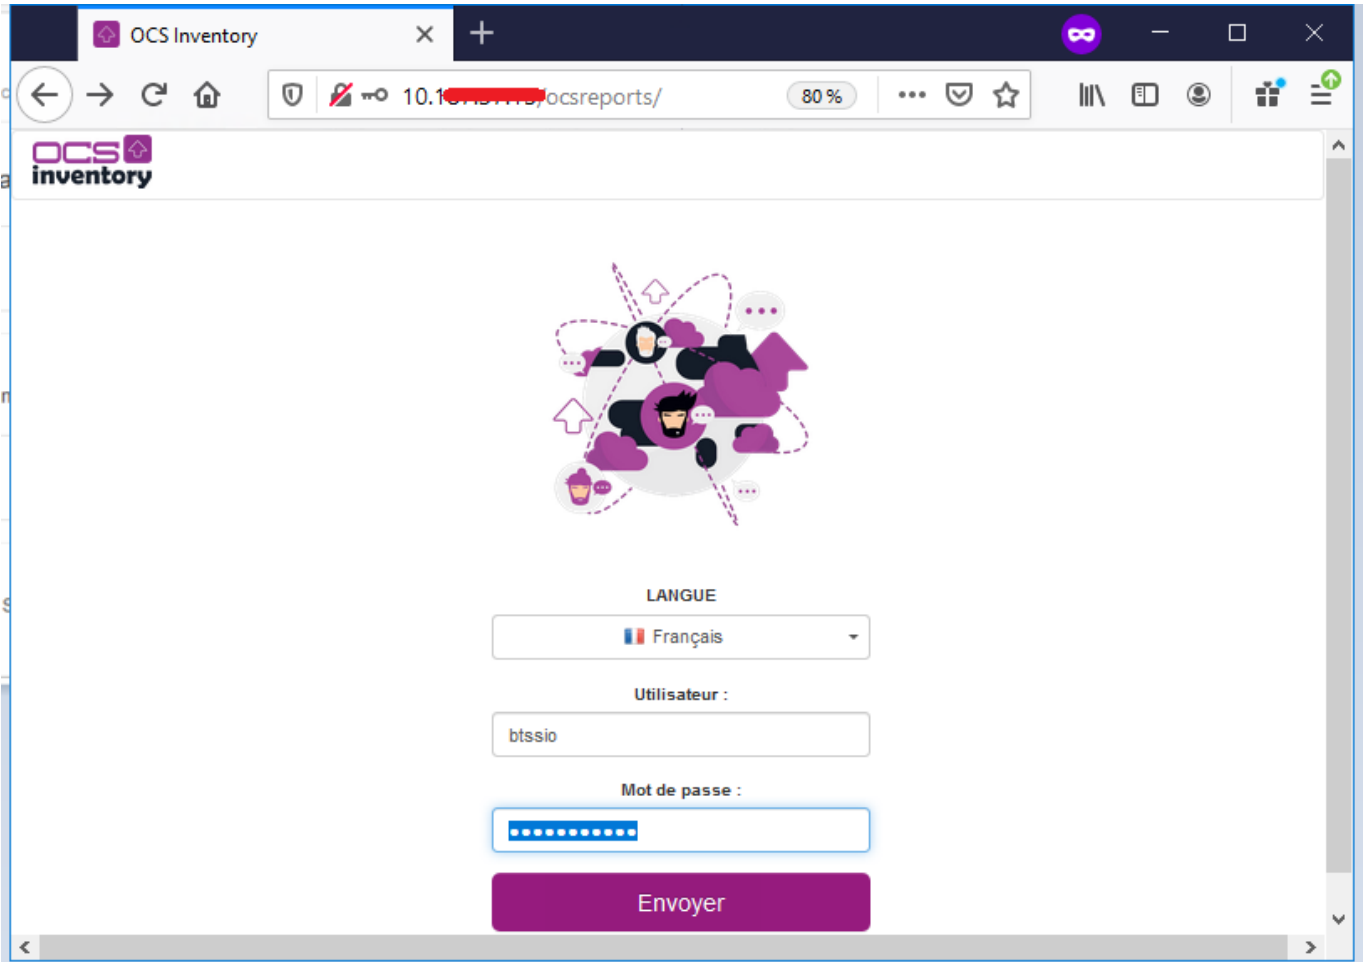 OCS Inventory
10.1 /ocsreports/
80 %
OCS
inventory
LANGUE
Français
Utilisateur :
btssio
Mot de passe :
Envoyer